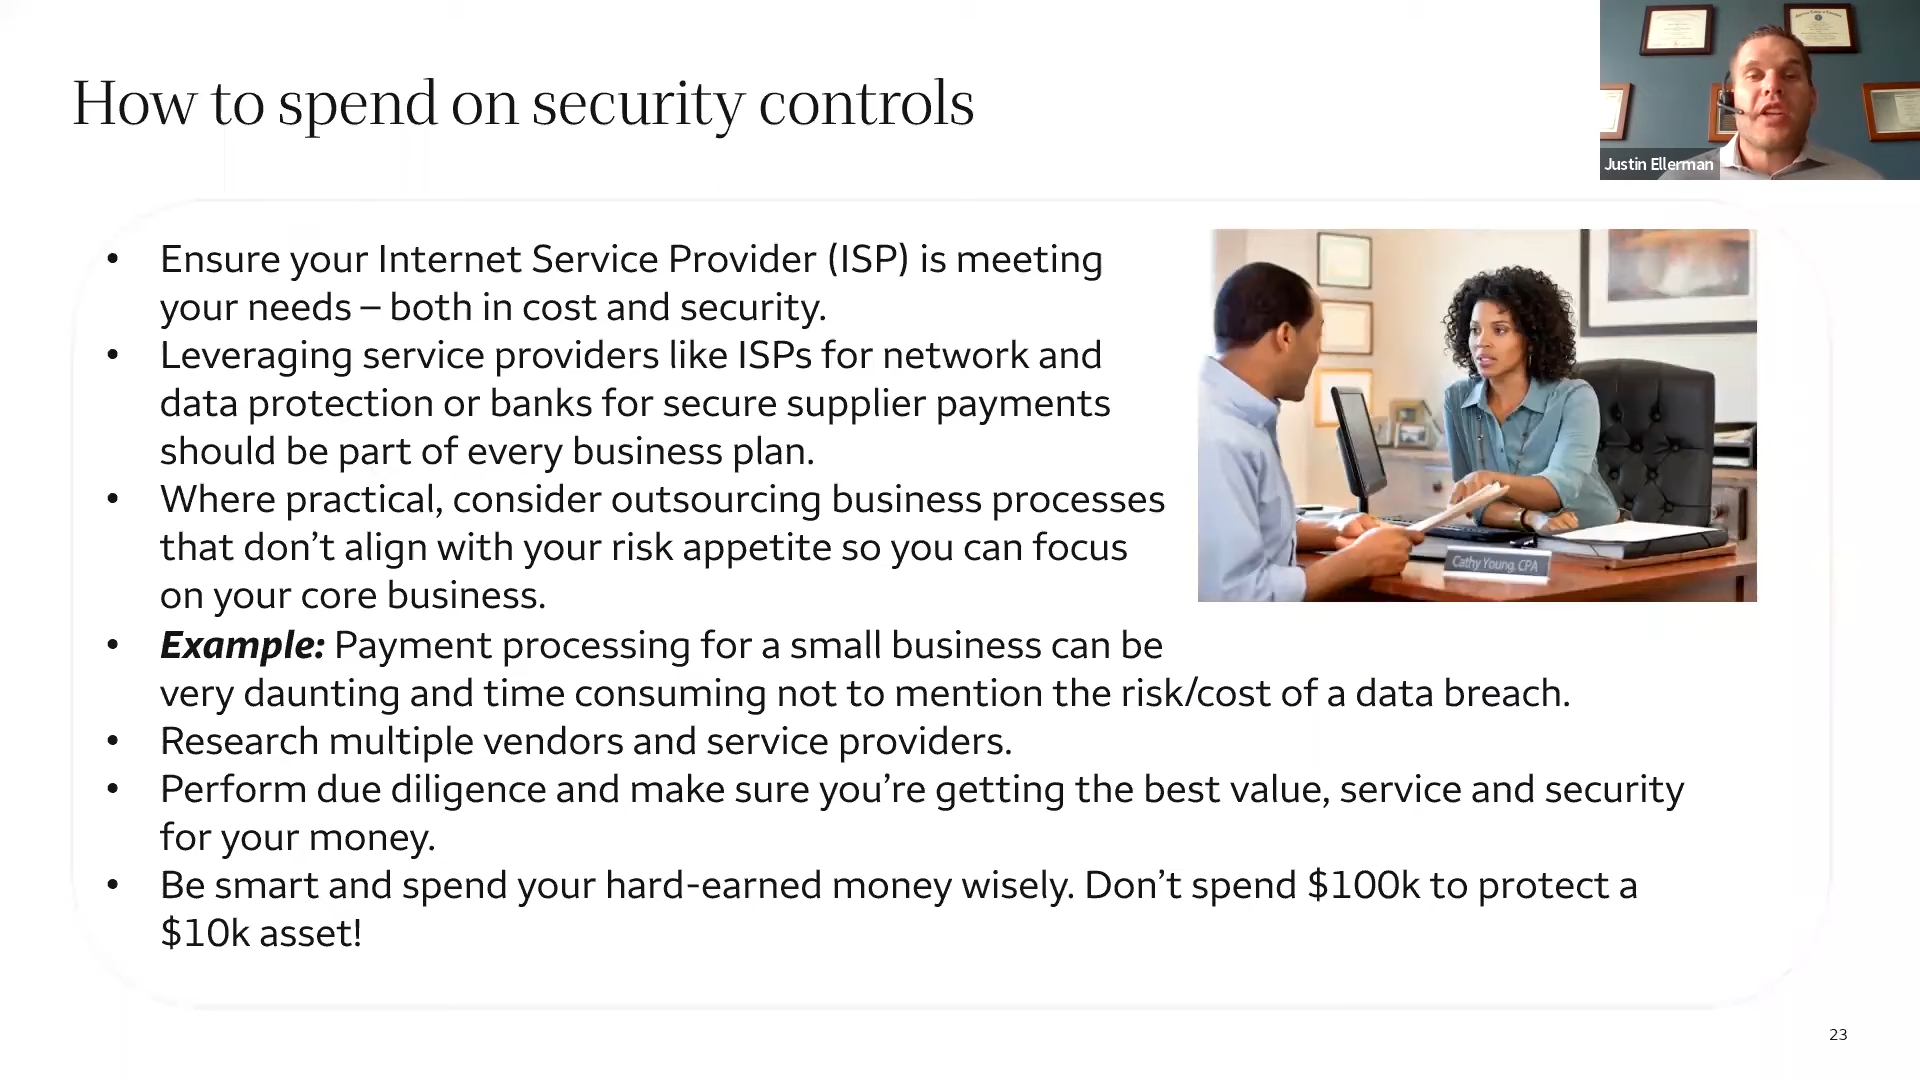 How to spend on security controls
Justin Ellerman
• Ensure your Internet Service Provider (ISP) is meeting
your needs – both in cost and security.
• Leveraging service providers like ISPs for network and
data protection or banks for secure supplier payments
should be part of every business plan.
• Where practical, consider outsourcing business processes
that don’t align with your risk appetite so you can focus
on your core business.
• Example: Payment processing for a small business can be
very daunting and time consuming not to mention the risk/cost of a data breach.
• Research multiple vendors and service providers.
• Perform due diligence and make sure you’re getting the best value, service and security
for your money.
• Be smart and spend your hard-earned money wisely. Don’t spend $100k to protect a
$10k asset!
Cathy Young, CPA
23